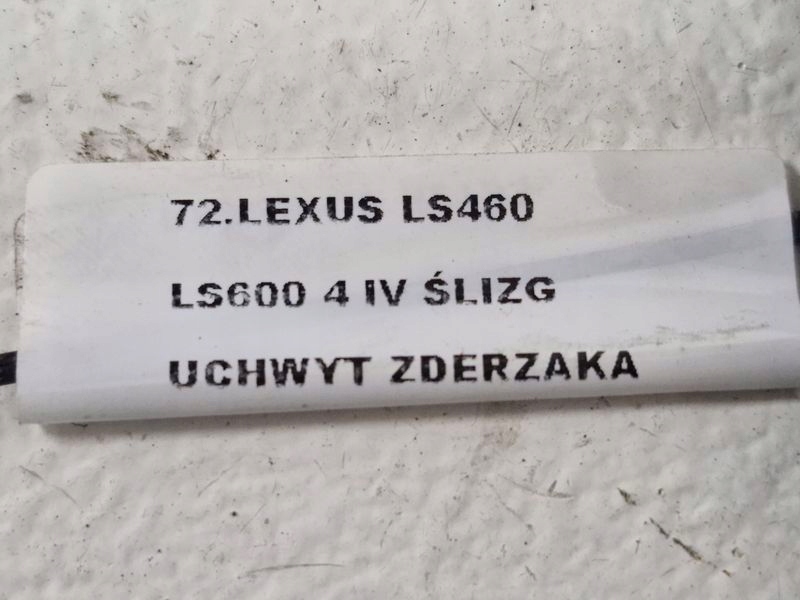 72.LEXUS LS460
LS600 4 IV ŚLIZG
UCHWYT ZDERZAKA